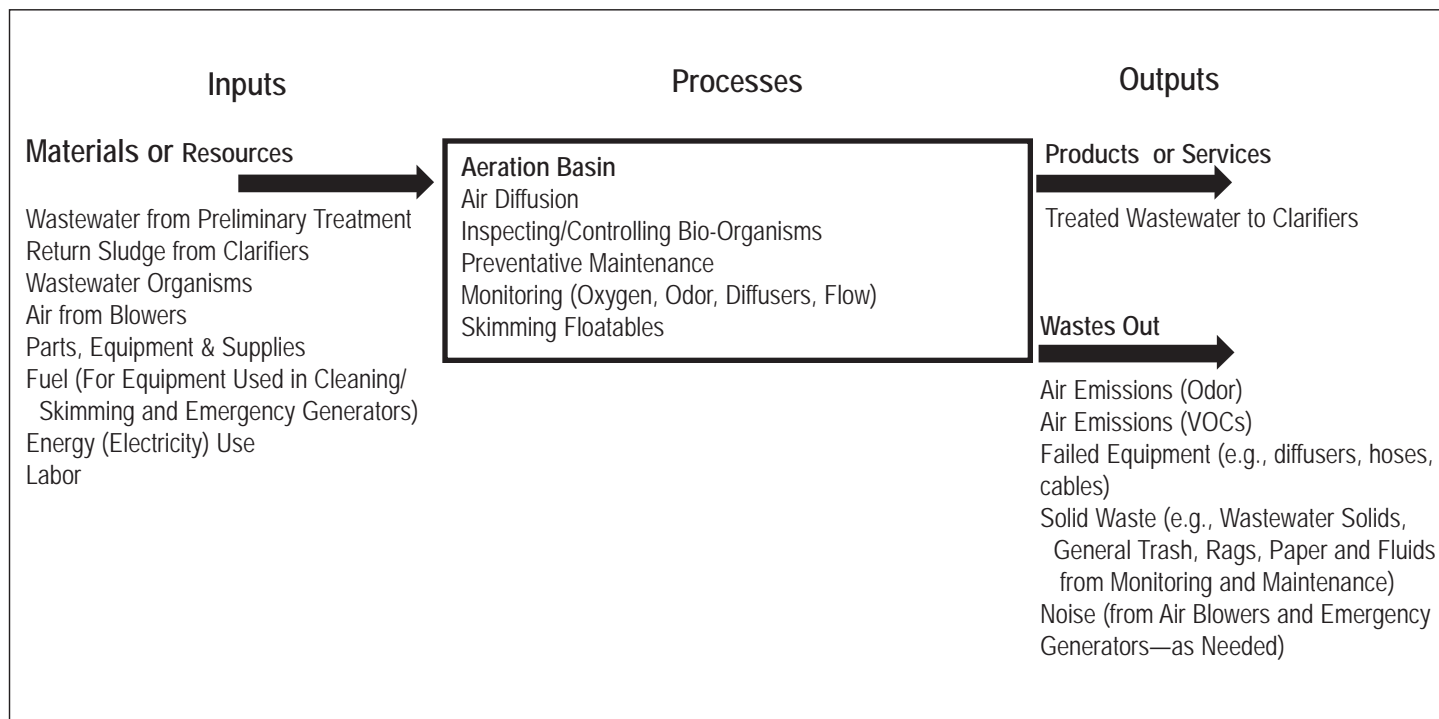 Inputs
Processes
Outputs
Materials or Resources
Wastewater from Preliminary Treatment
Return Sludge from Clarifiers
Wastewater Organisms
Air from Blowers
Parts, Equipment & Supplies
Fuel (For Equipment Used in Cleaning/
Skimming and Emergency Generators)
Energy (Electricity) Use
Labor
Aeration Basin
Air Diffusion
Inspecting/Controlling Bio-Organisms
Preventative Maintenance
Monitoring (Oxygen, Odor, Diffusers, Flow)
Skimming Floatables
Products or Services
Treated Wastewater to Clarifiers
Wastes Out
Air Emissions (Odor)
Air Emissions (VOCs)
Failed Equipment (e.g., diffusers, hoses,
cables)
Solid Waste (e.g., Wastewater Solids,
General Trash, Rags, Paper and Fluids
from Monitoring and Maintenance)
Noise (from Air Blowers and Emergency
Generators—as Needed)